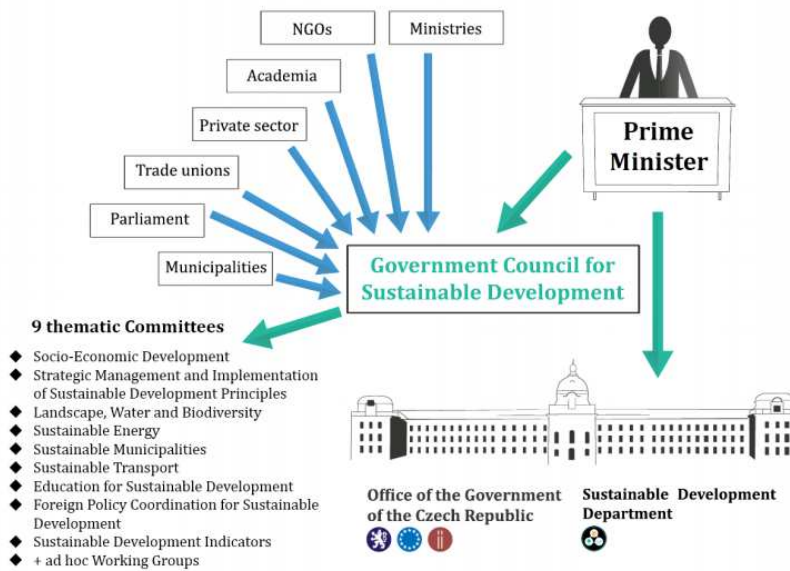 NGOs
Ministries
Academia
Private sector
Trade unions
Parliament
Municipalities
Prime
Minister
Government Council for
Sustainable Development
9 thematic Committees
◆ Socio-Economic Development
◆ Strategic Management and Implementation
of Sustainable Development Principles
◆ Landscape, Water and Biodiversity
◆ Sustainable Energy
◆ Sustainable Municipalities
◆ Sustainable Transport
◆ Education for Sustainable Development
◆ Foreign Policy Coordination for Sustainable
Development
◆ Sustainable Development Indicators
◆ + ad hoc Working Groups
Office of the Government
of the Czech Republic
Sustainable Development
Department